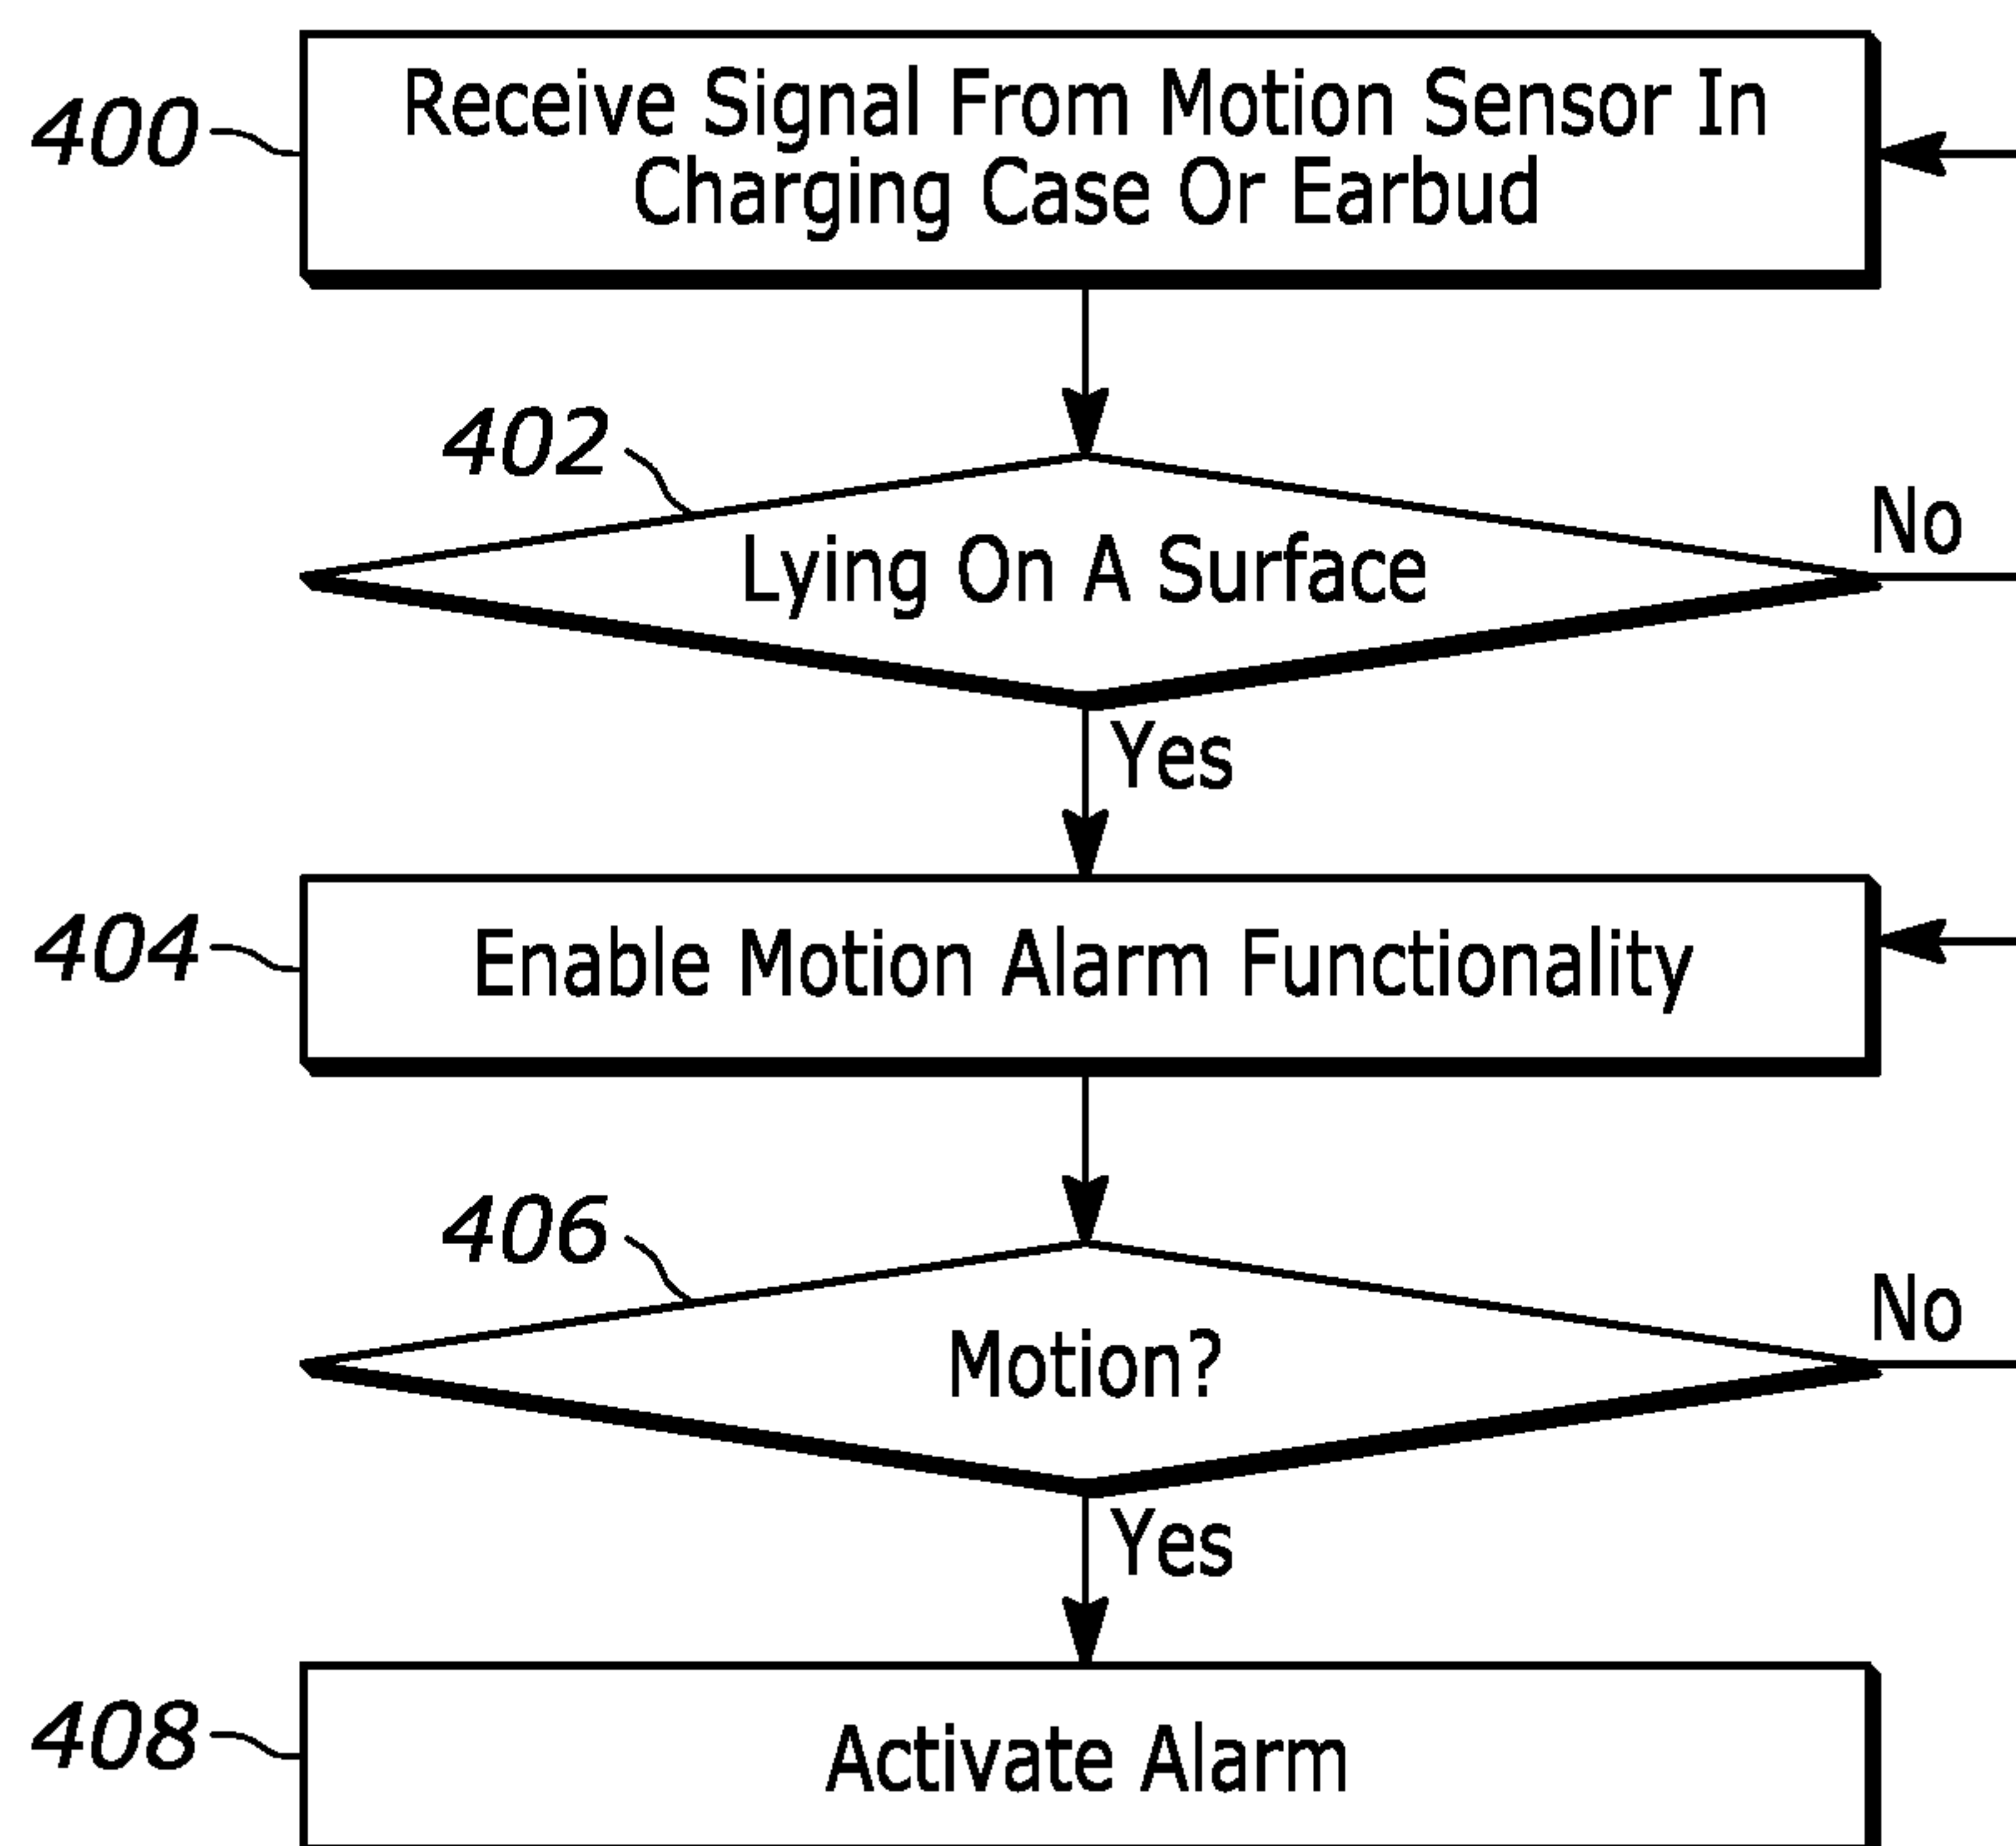 400
Receive Signal From Motion Sensor In
Charging Case Or Earbud
402
Lying On A Surface
No
Yes
404
Enable Motion Alarm Functionality
406
Motion?
No
Yes
408
Activate Alarm